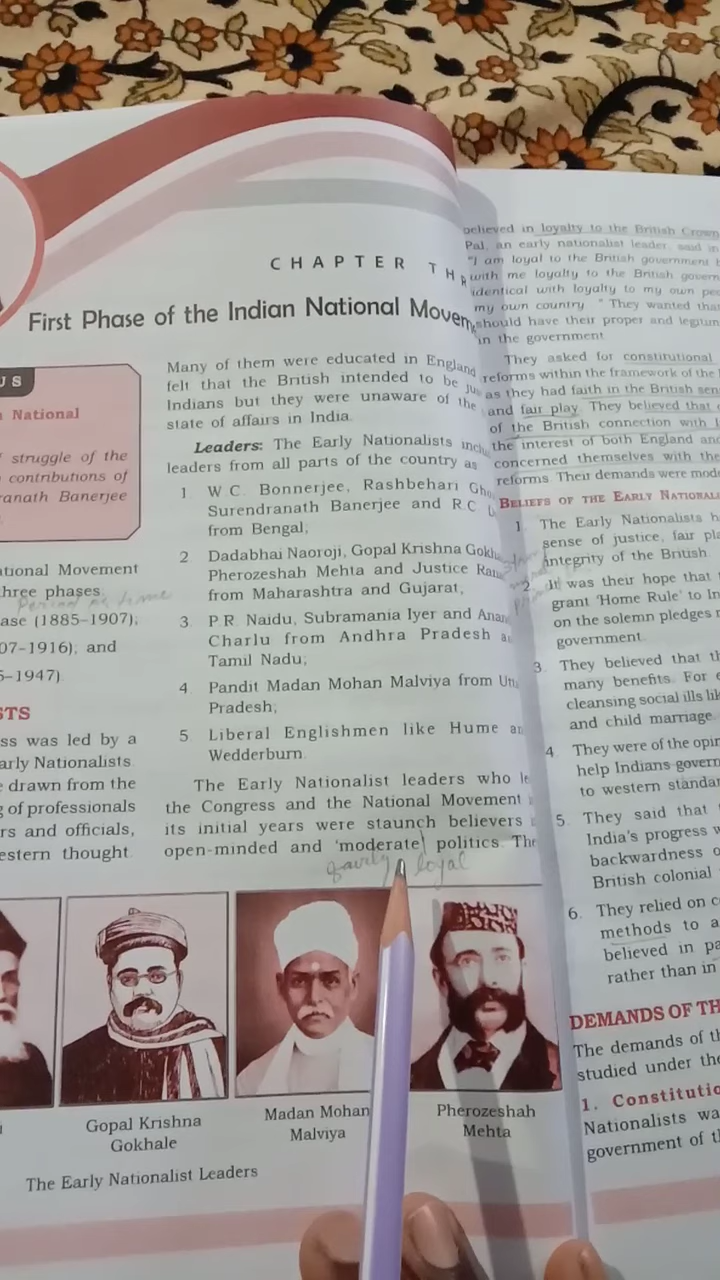 CHAPTER THR
First Phase of the Indian National Movem
US
National
struggle of the
contributions of
ranath Banerjee
tional Movement
hree phases.
Period of time
ase (1885-1907);
07-1916); and
5-1947)
STS
ss was led by a
arly Nationalists.
drawn from the
g of professionals
rs and officials,
estern thought.
Many of them were educated in England
felt that the British intended to be jus
Indians but they were unaware of the
state of affairs in India.
Leaders: The Early Nationalists inclu
leaders from all parts of the country as
1 W.C. Bonnerjee, Rashbehari Gho
Surendranath Banerjee and R.C.
from Bengal,
2 Dadabhai Naoroji, Gopal Krishna Gokh
Pherozeshah Mehta and Justice Ran
from Maharashtra and Gujarat,
3. P.R. Naidu, Subramania Iyer and Anan
Charlu from Andhra Pradesh a
Tamil Nadu;
4. Pandit Madan Mohan Malviya from Utt
Pradesh;
5 Liberal Englishmen like Hume an
Wedderburn.
The Early Nationalist leaders who le
the Congress and the National Movement
its initial years were staunch believers
open-minded and 'moderate' politics. The
loyal
Gopal Krishna
Gokhale
Madan Mohan
Malviya
Pherozeshah
Mehta
The Early Nationalist Leaders
believed in loyalty to the British Crown
Pal, an early nationalist leader, said in
"I am loyal to the British government b
with me loyalty to the British govern
identical with loyalty to my own peo
my own country " They wanted that
should have their proper and legitim
in the government
They asked for constitutional
reforms within the framework of the
as they had faith in the British sen
and fair play. They believed that
of the British connection with I
the interest of both England and
concerned themselves with the
reforms Their demands were mode
BELIEFS OF THE EARLY NATIONALI
1. The Early Nationalists h
sense of justice, fair pla
integrity of the British.
2. It was their hope that
grant 'Home Rule' to In
on the solemn pledges
government.
3. They believed that th
many benefits. For e
cleansing social ills lik
and child marriage.
4 They were of the opin
help Indians govern
to western standar
5. They said that
India's progress w
backwardness o
British colonial
6. They relied on c
methods to a
believed in pa
rather than in
DEMANDS OF TH
The demands of th
studied under the
1. Constitutio
Nationalists wa
government of t